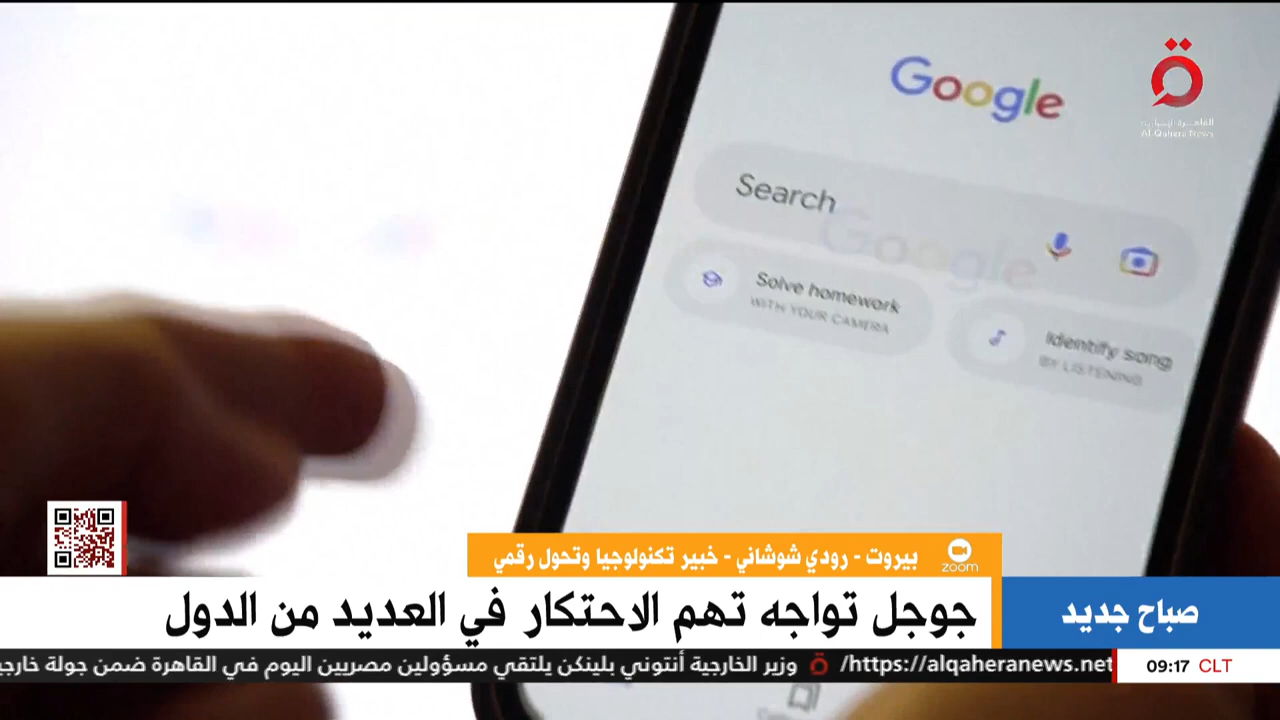 Google
القاهرة الإخبارية
Al Qahera News
Search
Google
Solve homework
WITH YOUR CAMERA
Identify song
BY LISTENING
بيروت - رودي شوشاني - خبير تكنولوجيا وتحول رقمي
zoom
جوجل تواجه تهم الاحتكار في العديد من الدول
صباح جديد
https://alqaheranews.net/ وزير الخارجية أنتوني بلينكن يلتقي مسؤولين مصريين اليوم في القاهرة ضمن جولة خارجي
09:17 CLT